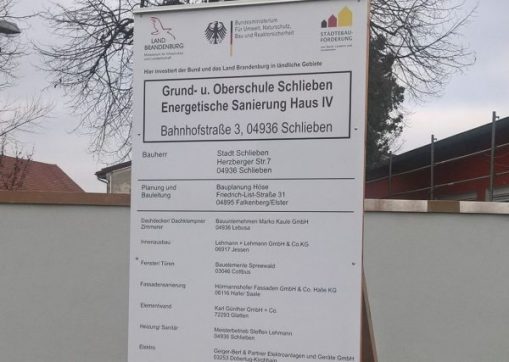 LAND
BRANDENBURG
Bundesministerium
für Umwelt, Naturschutz,
Bau und Reaktorsicherheit
STÄDTEBAU-
FÖRDERUNG
Hier investiert der Bund und das Land Brandenburg in ländliche Gebiete
Grund- u. Oberschule Schlieben
Energetische Sanierung Haus IV
Bahnhofstraße 3, 04936 Schlieben
Bauherr
Stadt Schlieben
Herzberger Str.7
04936 Schlieben
Planung und
Bauleitung
Bauplanung Höse
Friedrich-List-Straße 31
04895 Falkenberg/Elster
Dachdecker/ Dachklempner
Zimmerer
Bauunternehmen Marko Kaule GmbH
04936 Lebusa
Innenausbau
Lehmann + Lehmann GmbH & Co.KG
06917 Jessen
Fenster/ Türen
Bauelemente Spreewald
03046 Cottbus
Fassadensanierung
Hörmannshofer Fassaden GmbH & Co. Halle KG
06116 Halle/ Saale
Elementwand
Karl Günther GmbH + Co.
72293 Glatten
Heizung/ Sanitär
Meisterbetrieb Steffen Lehmann
04936 Schlieben
Elektro
Geiger-Bert & Partner Elektroanlagen und Geräte GmbH
03253 Doberlug-Kirchhain